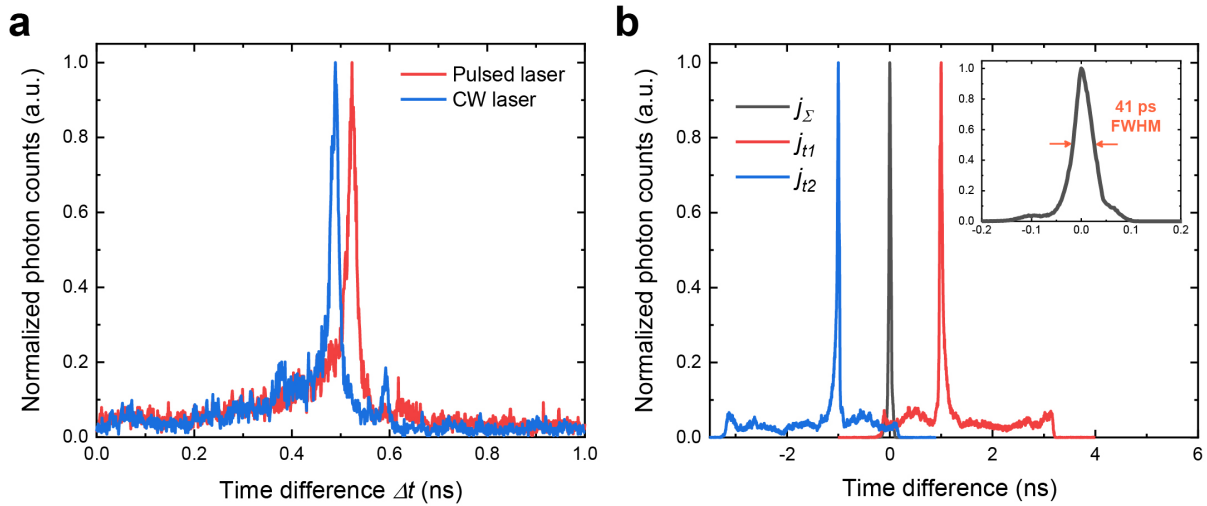 a
Normalized photon counts (a.u.)
1.0
0.8
0.6
0.4
0.2
0.0
Pulsed laser
CW laser
0.0 0.2 0.4 0.6 0.8 1.0
Time difference Δt (ns)
b
Normalized photon counts (a.u.)
1.0
0.8
0.6
0.4
0.2
0.0
jΣ
jt1
jt2
1.0
0.8
0.6
0.4
0.2
0.0
41 ps
FWHM
-0.2 -0.1 0.0 0.1 0.2
-2 0 2 4 6
Time difference (ns)